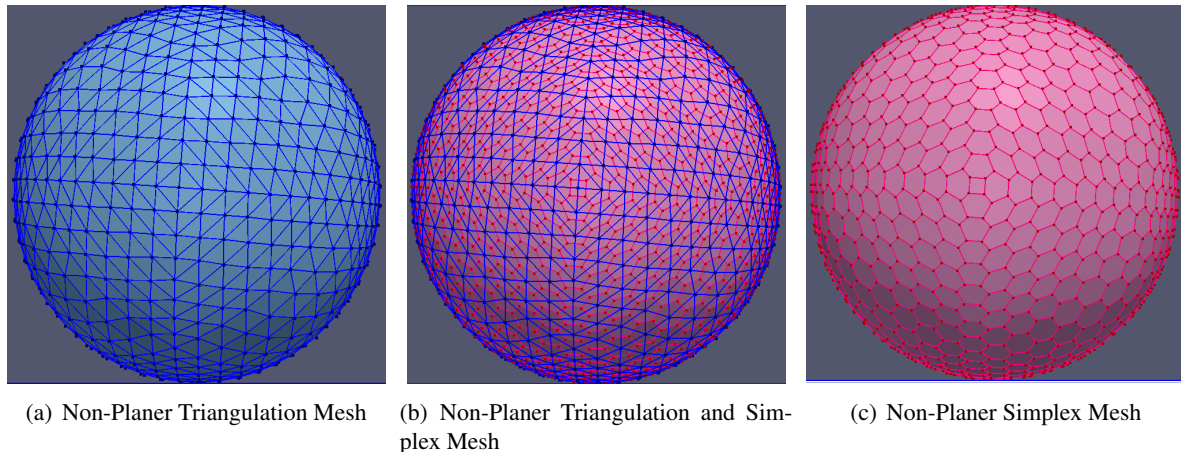 (a) Non-Planer Triangulation Mesh
(b) Non-Planer Triangulation and Sim-
plex Mesh
(c) Non-Planer Simplex Mesh